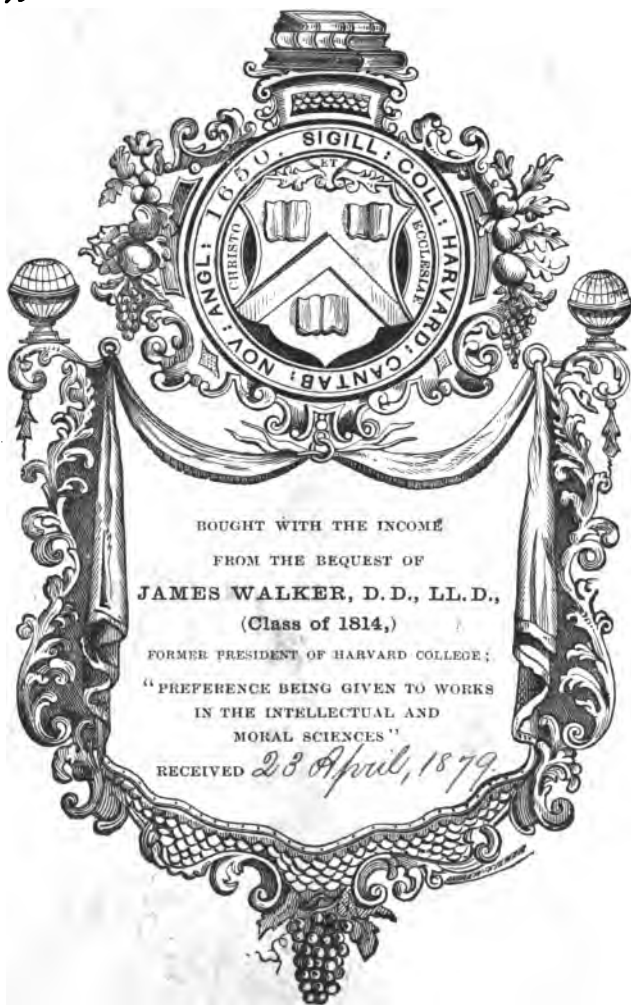 SIGILL: COLL: HARVARD: CANTAB: NOV: ANGL: 1650.
ET
CHRISTO
ECCLESIAE
BOUGHT WITH THE INCOME
FROM THE BEQUEST OF
JAMES WALKER, D.D., LL.D.,
(Class of 1814,)
FORMER PRESIDENT OF HARVARD COLLEGE;
"PREFERENCE BEING GIVEN TO WORKS
IN THE INTELLECTUAL AND
MORAL SCIENCES"
RECEIVED 23 April, 1879.